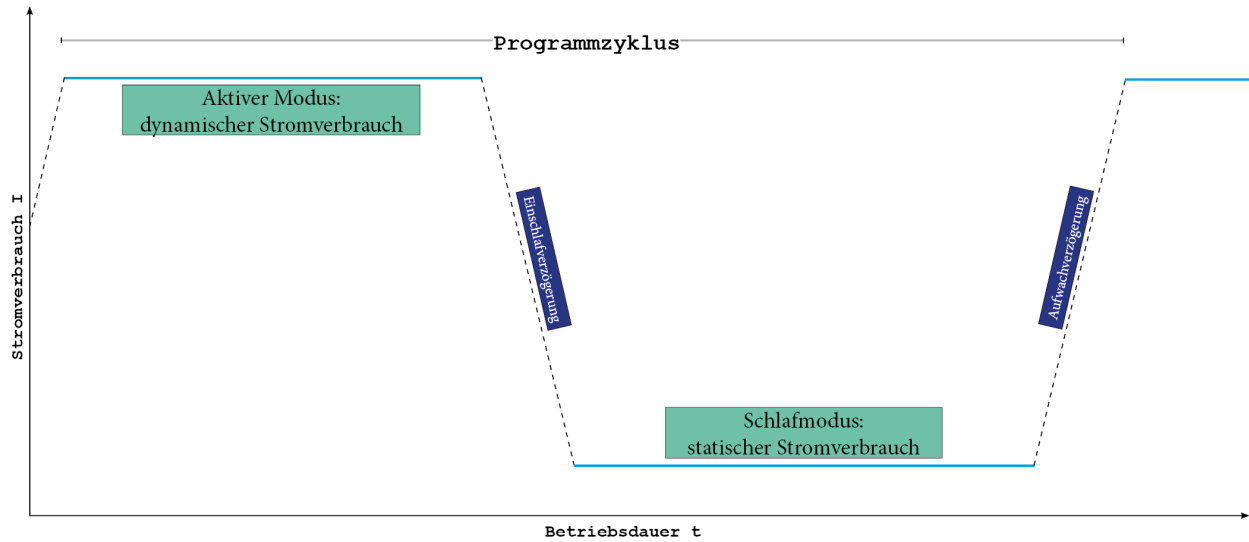 Programmzyklus
Aktiver Modus:
dynamischer Stromverbrauch
Einschlafverzögerung
Aufwachverzögerung
Stromverbrauch I
Schlafmodus:
statischer Stromverbrauch
Betriebsdauer t